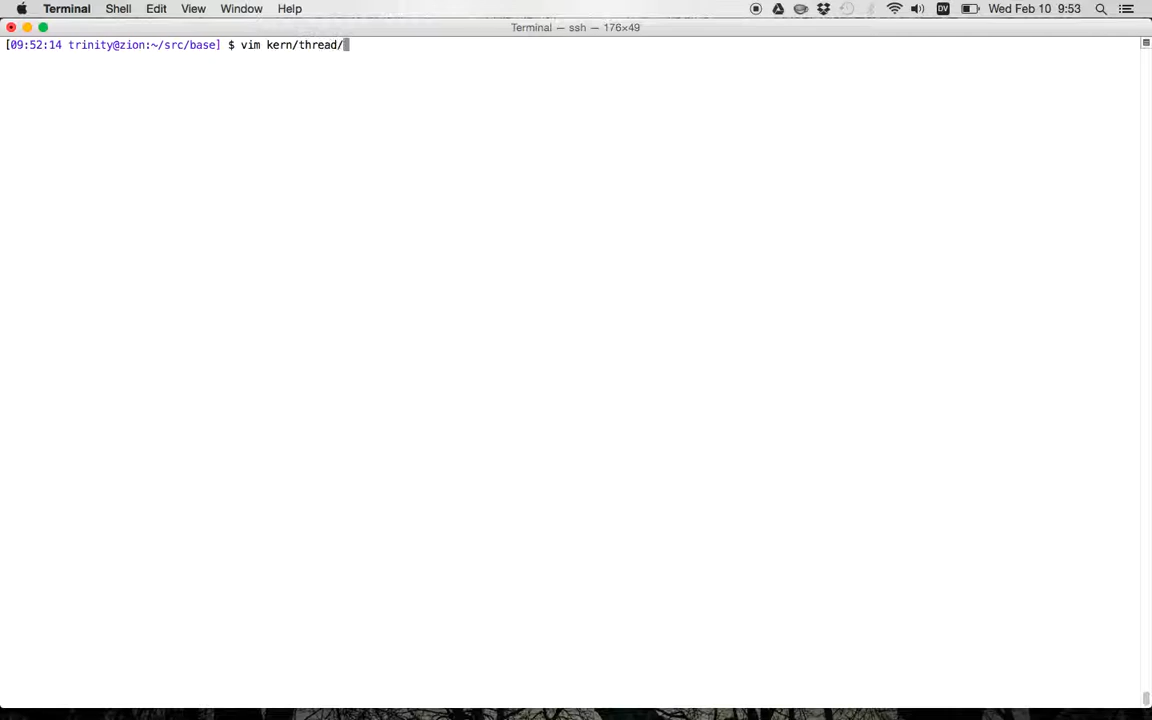 Terminal Shell Edit View Window Help DV Wed Feb 10 9:53
Terminal — ssh — 176×49
[09:52:14 trinity@zion:~/src/base] $ vim kern/thread/